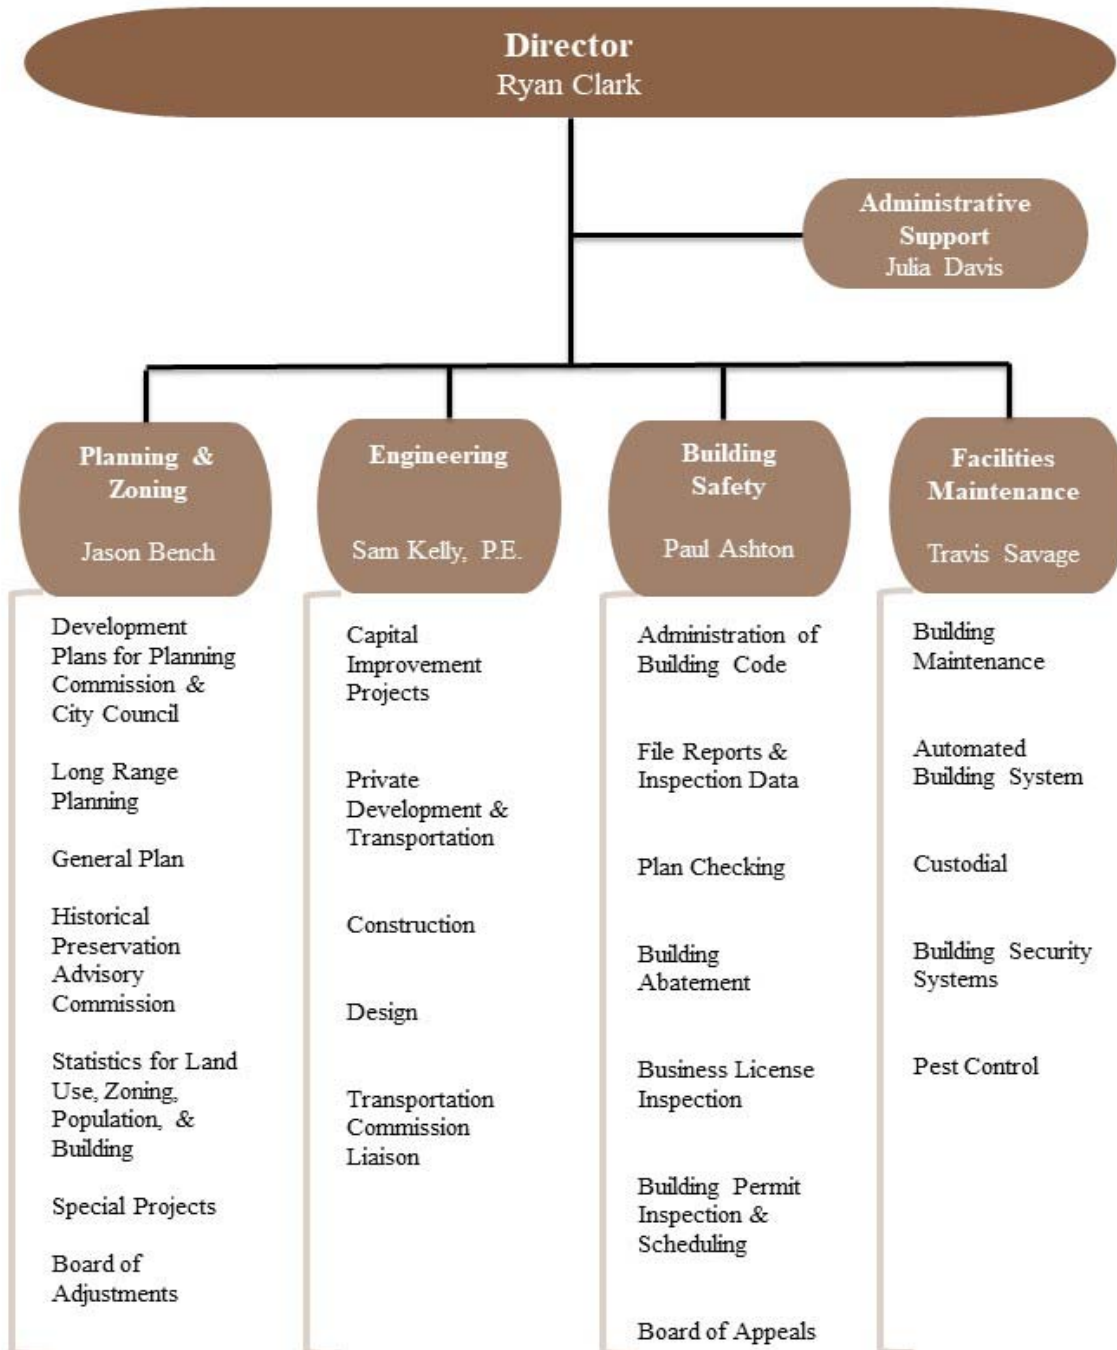 Director
Ryan Clark
Administrative
Support
Julia Davis
Planning &
Zoning
Jason Bench
Development
Plans for Planning
Commission &
City Council
Long Range
Planning
General Plan
Historical
Preservation
Advisory
Commission
Statistics for Land
Use, Zoning,
Population, &
Building
Special Projects
Board of
Adjustments
Engineering
Sam Kelly, P.E.
Capital
Improvement
Projects
Private
Development &
Transportation
Construction
Design
Transportation
Commission
Liaison
Building
Safety
Paul Ashton
Administration of
Building Code
File Reports &
Inspection Data
Plan Checking
Building
Abatement
Business License
Inspection
Building Permit
Inspection &
Scheduling
Board of Appeals
Facilities
Maintenance
Travis Savage
Building
Maintenance
Automated
Building System
Custodial
Building Security
Systems
Pest Control